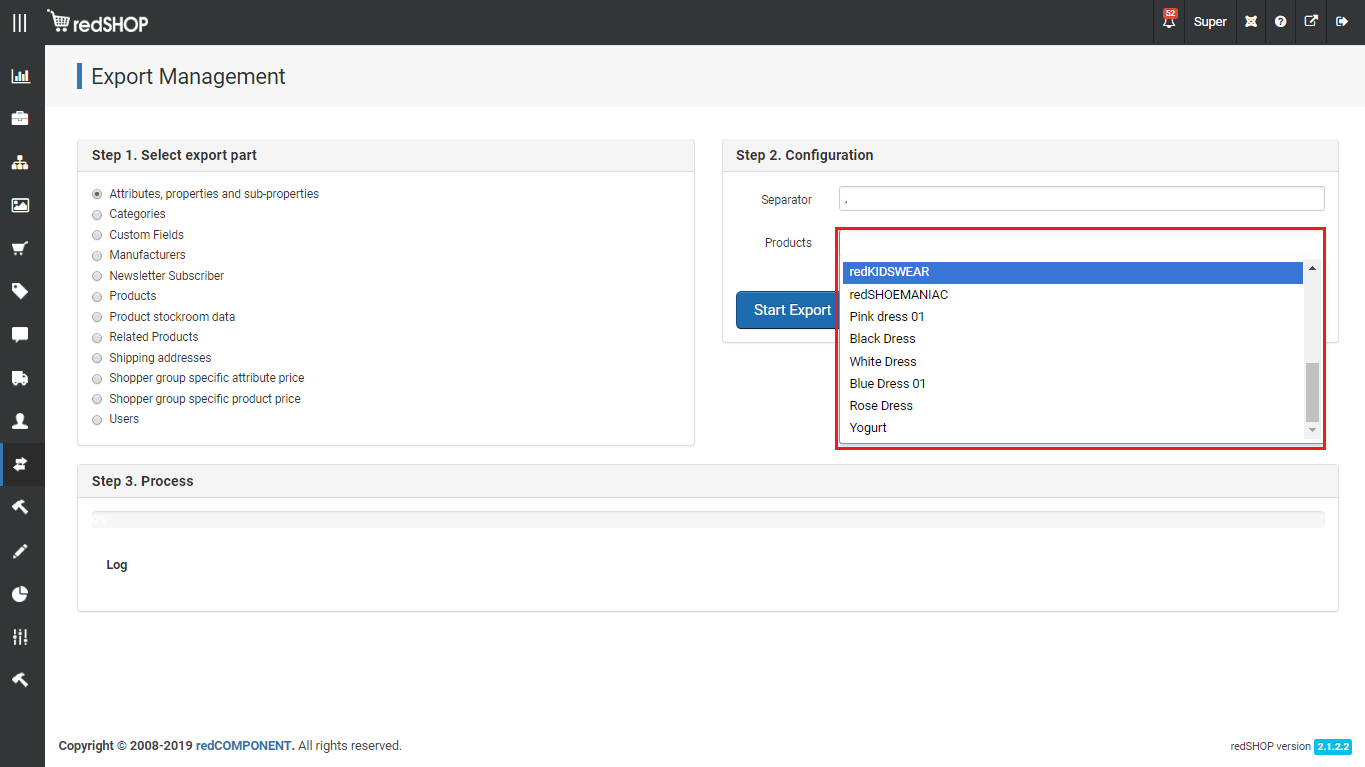 redSHOP
52
Super
Export Management
Step 1. Select export part
Attributes, properties and sub-properties
Categories
Custom Fields
Manufacturers
Newsletter Subscriber
Products
Product stockroom data
Related Products
Shipping addresses
Shopper group specific attribute price
Shopper group specific product price
Users
Step 2. Configuration
Separator
,
Products
redKIDSWEAR
redSHOEMANIAC
Pink dress 01
Black Dress
White Dress
Blue Dress 01
Rose Dress
Yogurt
Start Export
Step 3. Process
Log
Copyright © 2008-2019 redCOMPONENT. All rights reserved.
redSHOP version 2.1.2.2